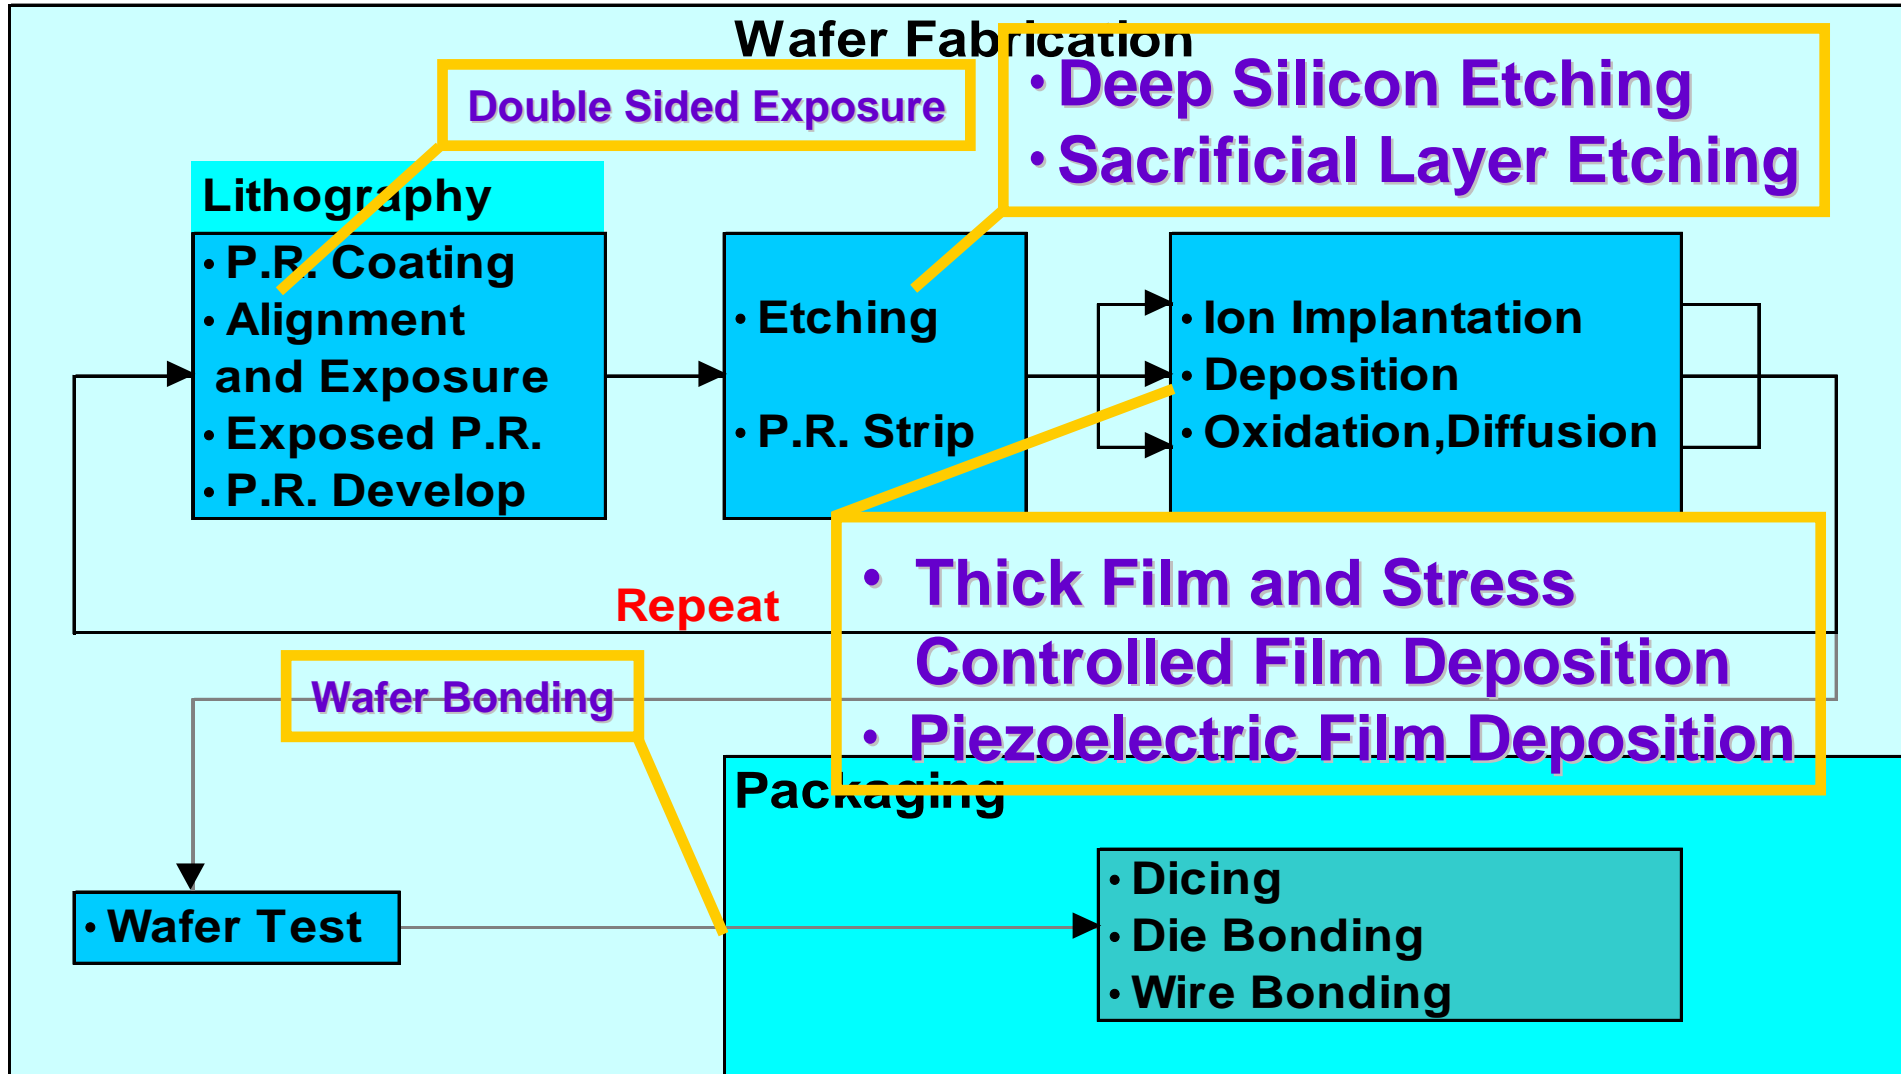 Wafer Fabrication
Double Sided Exposure
• Deep Silicon Etching
• Sacrificial Layer Etching
Lithography
• P.R. Coating
• Alignment
and Exposure
• Exposed P.R.
• P.R. Develop
• Etching
• P.R. Strip
• Ion Implantation
• Deposition
• Oxidation,Diffusion
Repeat
• Thick Film and Stress
Controlled Film Deposition
• Piezoelectric Film Deposition
Wafer Bonding
Packaging
• Wafer Test
• Dicing
• Die Bonding
• Wire Bonding